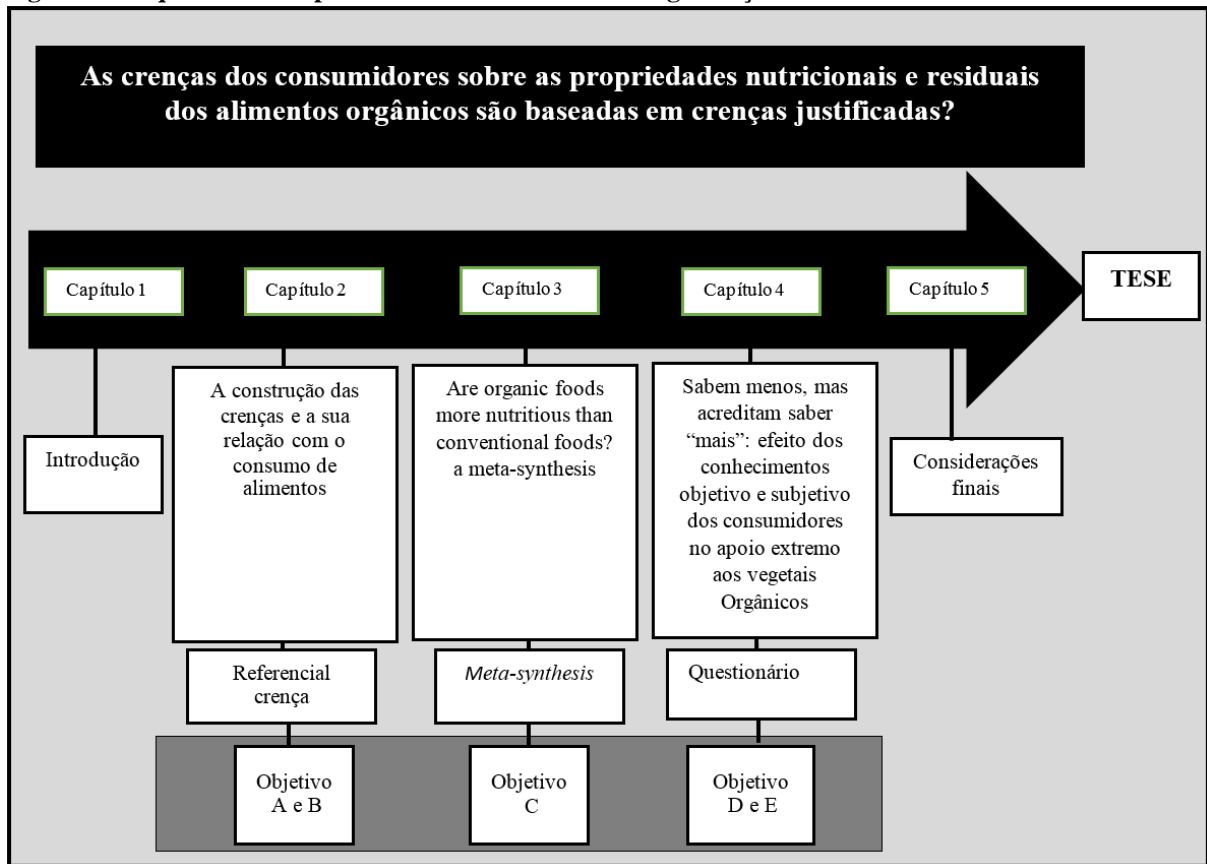 As crenças dos consumidores sobre as propriedades nutricionais e residuais
dos alimentos orgânicos são baseadas em crenças justificadas?
Capítulo 1
Capítulo 2
Capítulo 3
Capítulo 4
Capítulo 5
TESE
Introdução
A construção das
crenças e a sua
relação com o
consumo de
alimentos
Are organic foods
more nutritious than
conventional foods?
a meta-synthesis
Sabem menos, mas
acreditam saber
“mais”: efeito dos
conhecimentos
objetivo e subjetivo
dos consumidores
no apoio extremo
aos vegetais
Orgânicos
Considerações
finais
Referencial
crença
Meta-synthesis
Questionário
Objetivo
A e B
Objetivo
C
Objetivo
D e E